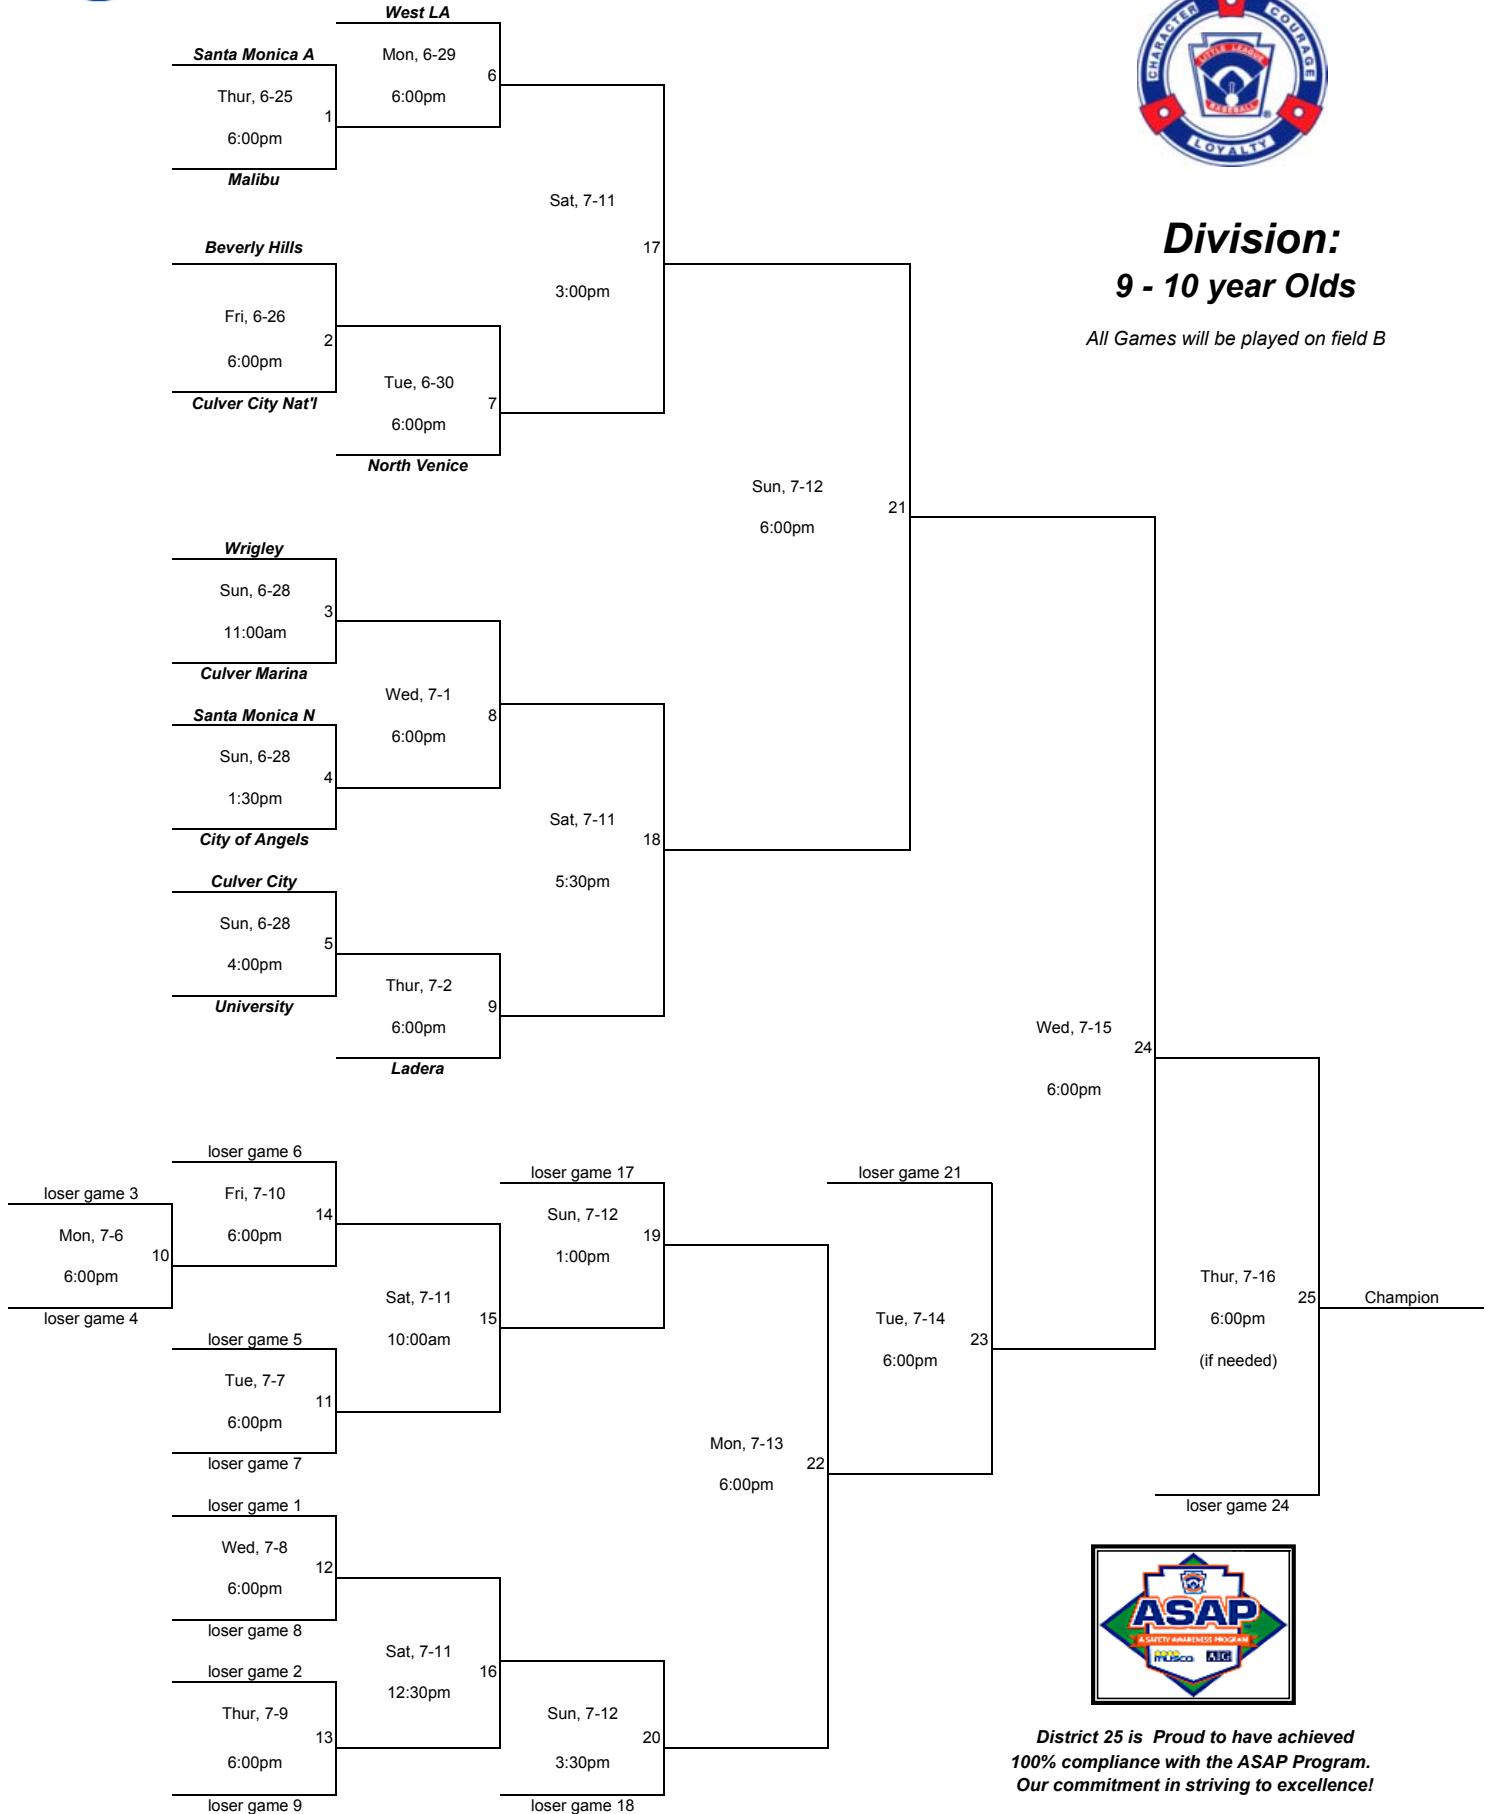 West LA
Santa Monica A
Mon, 6-29
6
6:00pm
Thur, 6-25
1
6:00pm
Malibu
CHARACTER
COURAGE
LOYALTY
LITTLE LEAGUE
BASEBALL
®
Division:
9 - 10 year Olds
All Games will be played on field B
Sat, 7-11
17
3:00pm
Beverly Hills
Fri, 6-26
2
6:00pm
Culver City Nat'l
Tue, 6-30
7
6:00pm
North Venice
Sun, 7-12
21
6:00pm
Wrigley
Sun, 6-28
3
11:00am
Culver Marina
Wed, 7-1
8
6:00pm
Santa Monica N
Sun, 6-28
4
1:30pm
City of Angels
Sat, 7-11
18
5:30pm
Culver City
Sun, 6-28
5
4:00pm
University
Thur, 7-2
9
6:00pm
Ladera
Wed, 7-15
24
6:00pm
loser game 6
loser game 3
Fri, 7-10
14
6:00pm
Mon, 7-6
10
6:00pm
loser game 4
loser game 17
Sun, 7-12
19
1:00pm
loser game 21
Sat, 7-11
15
10:00am
loser game 5
Tue, 7-7
11
6:00pm
loser game 7
Tue, 7-14
23
6:00pm
Thur, 7-16
25
6:00pm
(if needed)
Champion
Mon, 7-13
22
6:00pm
loser game 24
loser game 1
Wed, 7-8
12
6:00pm
loser game 8
loser game 2
Sat, 7-11
16
12:30pm
Thur, 7-9
13
6:00pm
loser game 9
Sun, 7-12
20
3:30pm
loser game 18
ASAP
A SAFETY AWARENESS PROGRAM
musco
AIG
District 25 is Proud to have achieved
100% compliance with the ASAP Program.
Our commitment in striving to excellence!